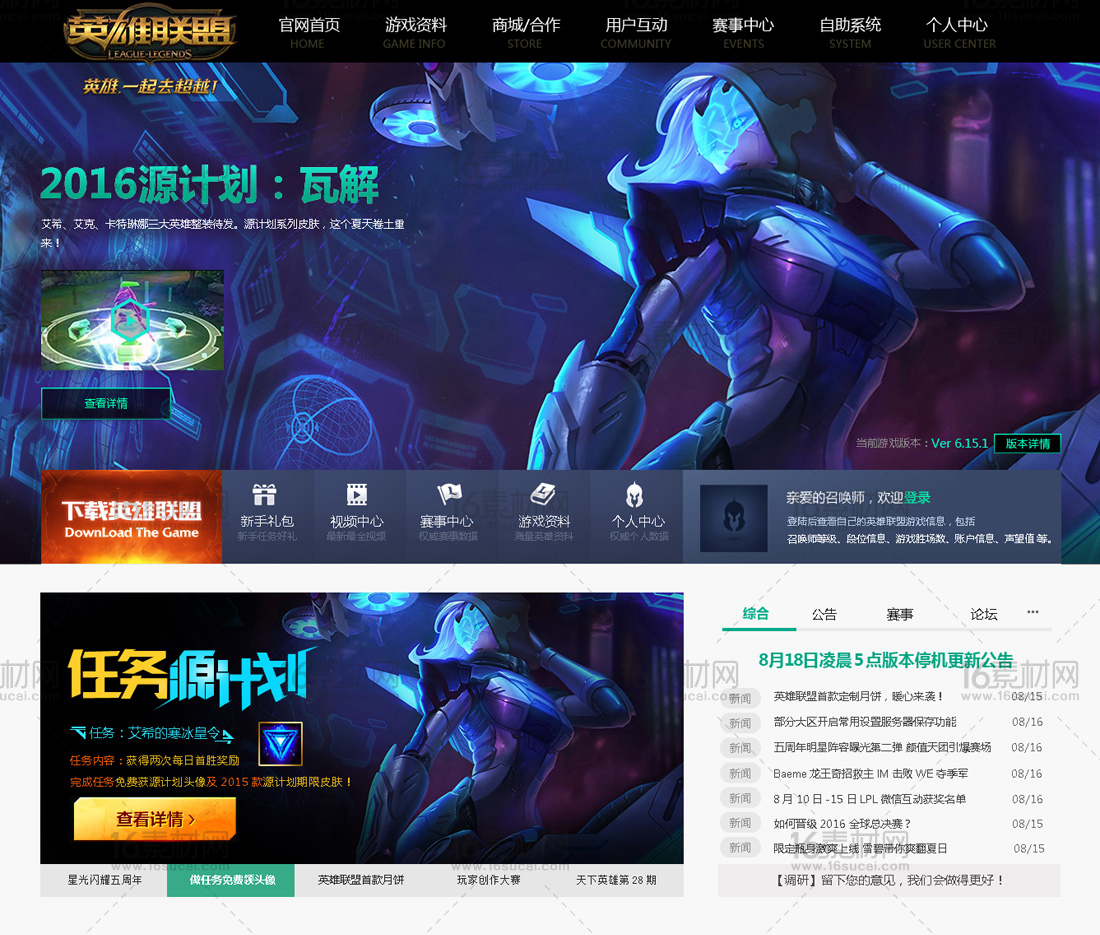 英雄联盟
LEAGUE of LEGENDS
英雄,一起去超越!
官网首页 游戏资料 商城/合作 用户互动 赛事中心 自助系统 个人中心
HOME GAME INFO STORE COMMUNITY EVENTS SYSTEM USER CENTER
2016源计划：瓦解
艾希、艾克、卡特琳娜三大英雄整装待发。源计划系列皮肤，这个夏天卷土重
来！
查看详情
当前游戏版本：Ver 6.15.1 版本详情
下载英雄联盟
DownLoad The Game
新手礼包 视频中心 赛事中心 游戏资料 个人中心
新手任务好礼 最新最全视频 权威赛事数据 海量英雄资料 权威个人数据
亲爱的召唤师，欢迎登录
登陆后查看自己的英雄联盟游戏信息，包括
召唤师等级、段位信息、游戏胜场数、账户信息、声望值 等。
任务源计划
任务：艾希的寒冰皇令
任务内容：获得两次每日首胜奖励
完成任务免费获源计划头像及 2015 款源计划期限皮肤！
查看详情 ›
星光闪耀五周年 做任务免费领头像 英雄联盟首款月饼 玩家创作大赛 天下英雄第 28 期
综合 公告 赛事 论坛 ···
8月18日凌晨 5 点版本停机更新公告
新闻 英雄联盟首款定制月饼，暖心来袭！ 08/15
新闻 部分大区开启常用设置服务器保存功能 08/16
新闻 五周年明星阵容曝光第二弹 颜值天团引爆赛场 08/16
新闻 Baeme 龙王奇招救主 IM 击败 WE 夺季军 08/16
新闻 8 月 10 日 -15 日 LPL 微信互动获奖名单 08/16
新闻 如何晋级 2016 全球总决赛？ 08/15
新闻 限定瓶身激爽上线 雪碧带你爽翻夏日 08/15
【调研】留下您的意见，我们会做得更好！
16素材网
www.16sucai.com